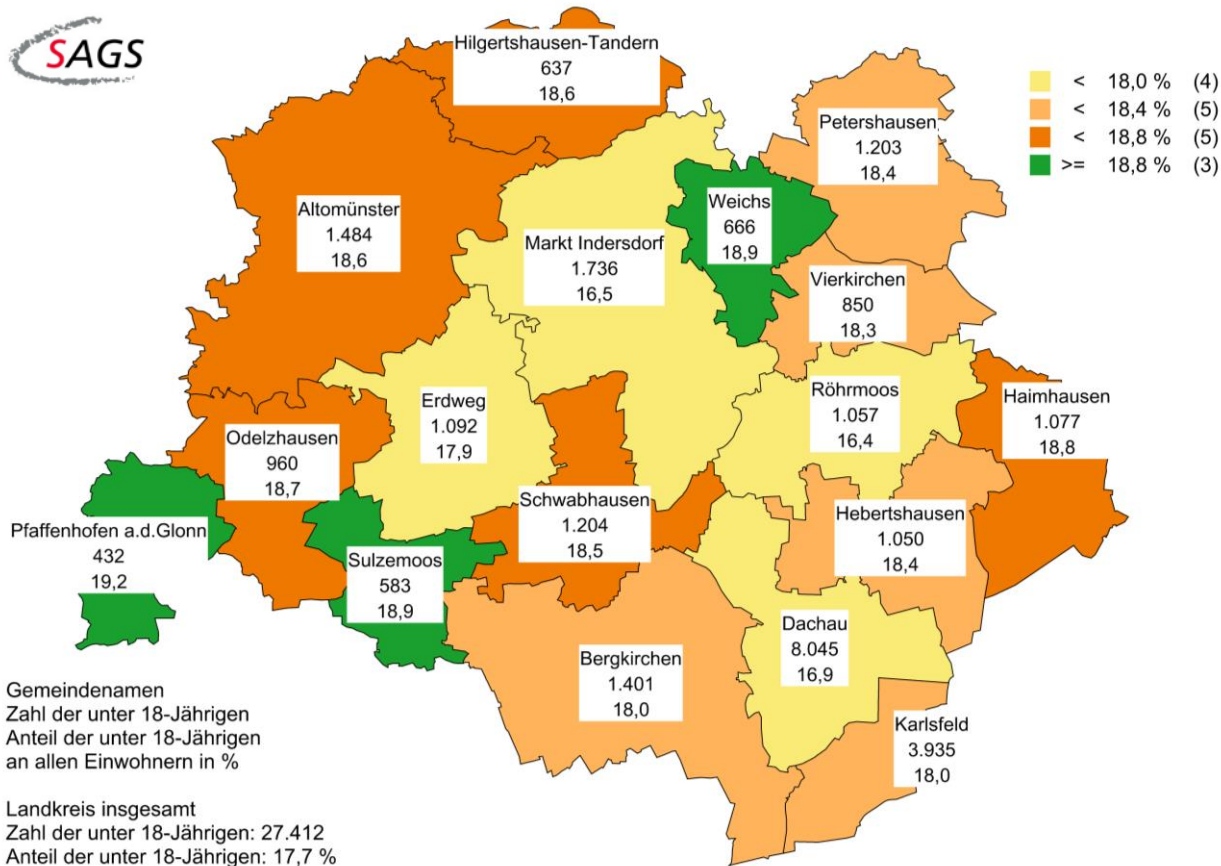 SAGS
Hilgertshausen-Tandern
637
18,6
< 18,0 % (4)
< 18,4 % (5)
< 18,8 % (5)
>= 18,8 % (3)
Petershausen
1.203
18,4
Altomünster
1.484
18,6
Markt Indersdorf
1.736
16,5
Weichs
666
18,9
Vierkirchen
850
18,3
Erdweg
1.092
17,9
Röhrmoos
1.057
16,4
Haimhausen
1.077
18,8
Odelzhausen
960
18,7
Schwabhausen
1.204
18,5
Hebertshausen
1.050
18,4
Pfaffenhofen a.d.Glonn
432
19,2
Sulzemoos
583
18,9
Dachau
8.045
16,9
Bergkirchen
1.401
18,0
Karlsfeld
3.935
18,0
Gemeindenamen
Zahl der unter 18-Jährigen
Anteil der unter 18-Jährigen
an allen Einwohnern in %
Landkreis insgesamt
Zahl der unter 18-Jährigen: 27.412
Anteil der unter 18-Jährigen: 17,7 %